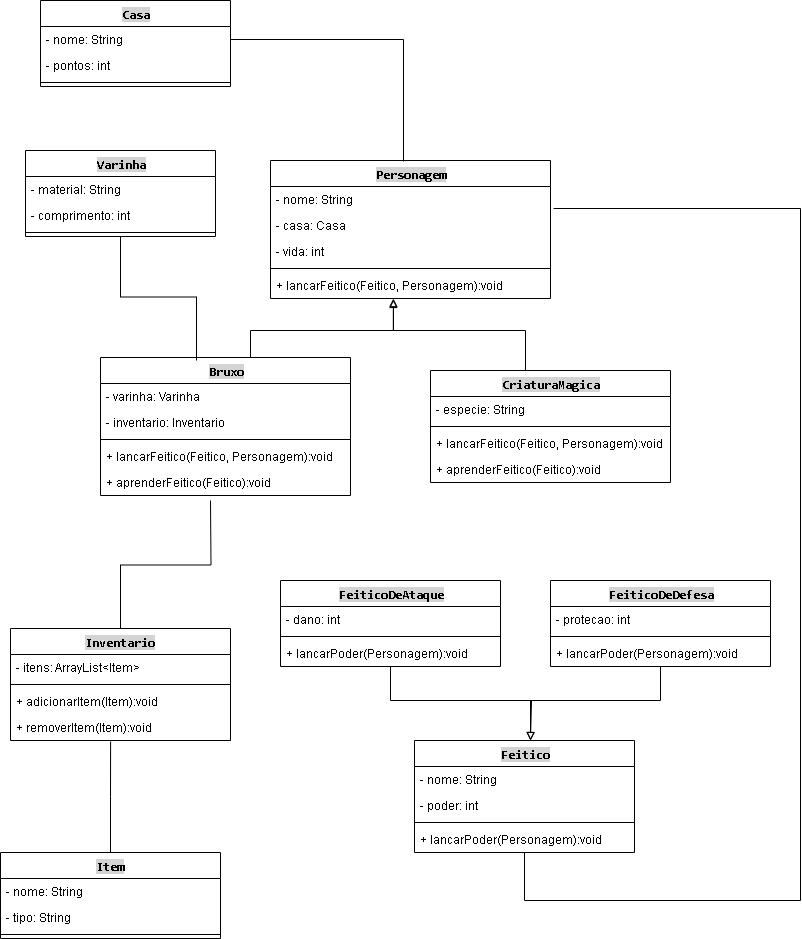 Casa
- nome: String
- pontos: int
Varinha
- material: String
- comprimento: int
Personagem
- nome: String
- casa: Casa
- vida: int
+ lancarFeitico(Feitico, Personagem):void
Bruxo
- varinha: Varinha
- inventario: Inventario
+ lancarFeitico(Feitico, Personagem):void
+ aprenderFeitico(Feitico):void
CriaturaMagica
- especie: String
+ lancarFeitico(Feitico, Personagem):void
+ aprenderFeitico(Feitico):void
FeiticoDeAtaque
- dano: int
+ lancarPoder(Personagem):void
FeiticoDeDefesa
- protecao: int
+ lancarPoder(Personagem):void
Inventario
- itens: ArrayList<Item>
+ adicionarItem(Item):void
+ removerItem(Item):void
Feitico
- nome: String
- poder: int
+ lancarPoder(Personagem):void
Item
- nome: String
- tipo: String